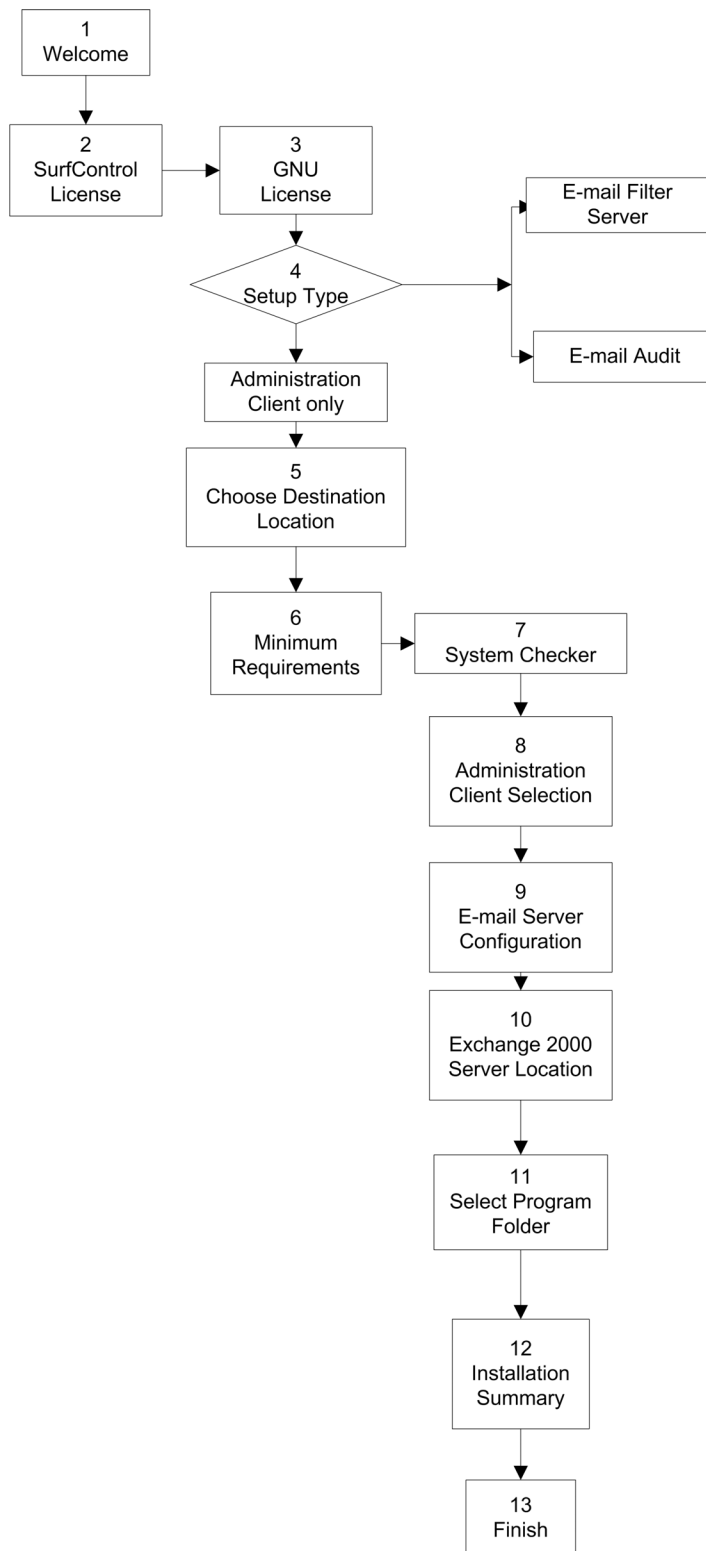 1
Welcome
2
SurfControl
License
3
GNU
License
4
Setup Type
E-mail Filter
Server
E-mail Audit
Administration
Client only
5
Choose Destination
Location
6
Minimum
Requirements
7
System Checker
8
Administration
Client Selection
9
E-mail Server
Configuration
10
Exchange 2000
Server Location
11
Select Program
Folder
12
Installation
Summary
13
Finish